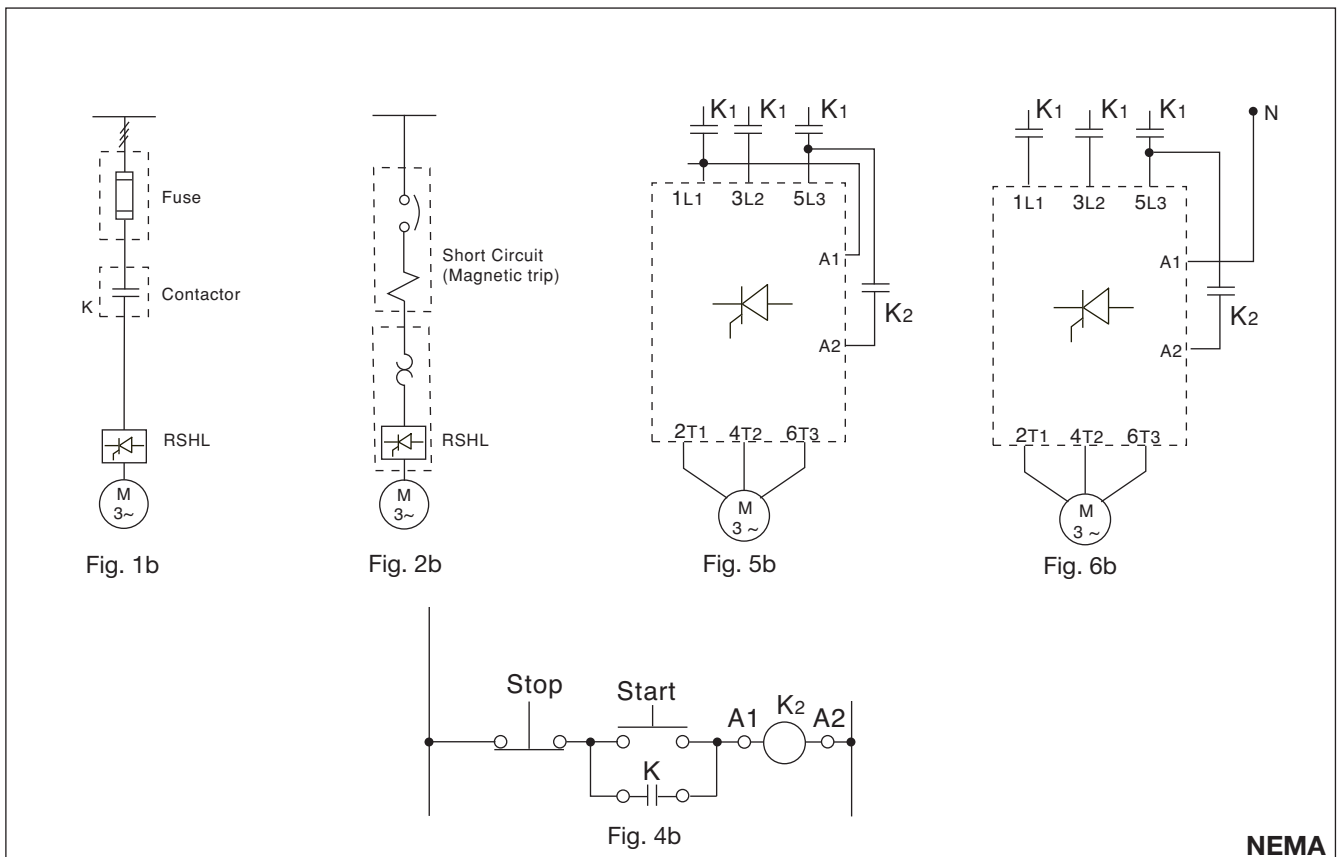 Fuse
K
Contactor
RSHL
M
3~
Fig. 1b
Short Circuit
(Magnetic trip)
RSHL
M
3~
Fig. 2b
K1 K1 K1
1L1 3L2 5L3
A1
K2
A2
2T1 4T2 6T3
M
3 ~
Fig. 5b
K1 K1 K1
N
1L1 3L2 5L3
A1
K2
A2
2T1 4T2 6T3
M
3 ~
Fig. 6b
Stop Start
A1 K2 A2
K
Fig. 4b
NEMA